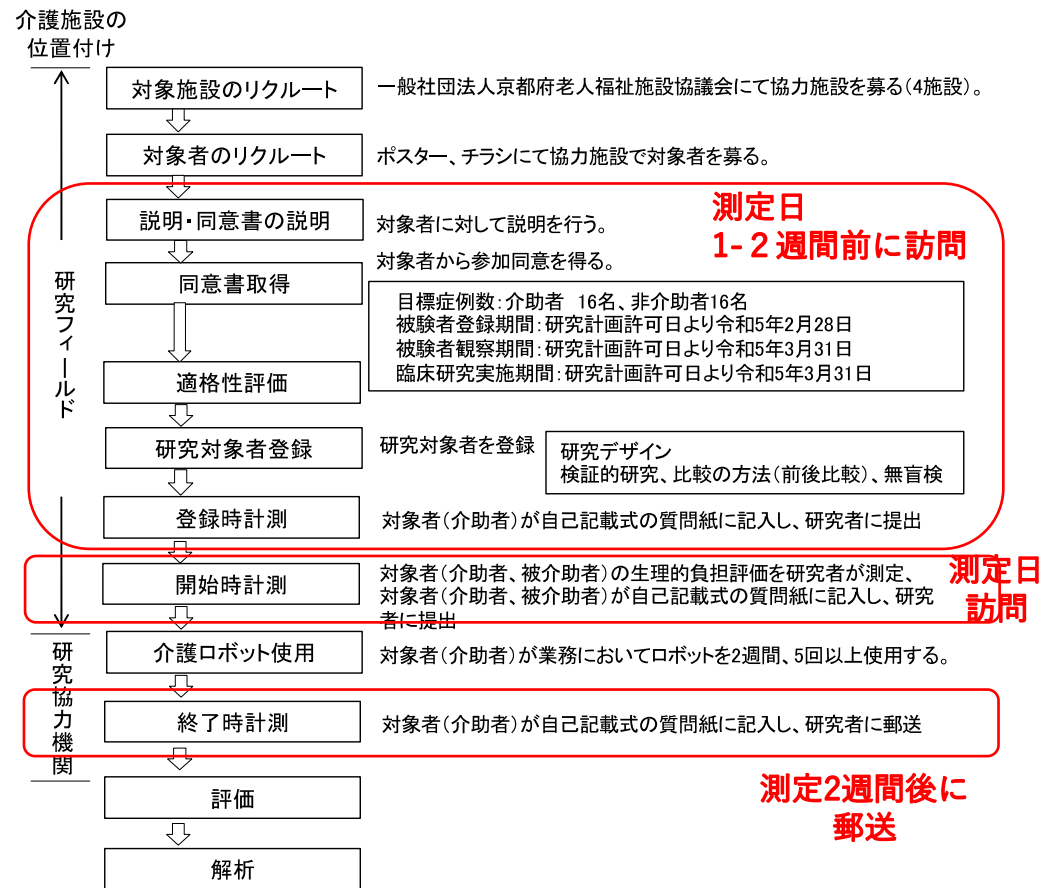 介護施設の
位置付け
対象施設のリクルート
一般社団法人京都府老人福祉施設協議会にて協力施設を募る(4施設)。
対象者のリクルート
ポスター、チラシにて協力施設で対象者を募る。
測定日
1-2週間前に訪問
説明・同意書の説明
対象者に対して説明を行う。
同意書取得
対象者から参加同意を得る。
目標症例数:介助者 16名、非介助者16名
被験者登録期間:研究計画許可日より令和5年2月28日
被験者観察期間:研究計画許可日より令和5年3月31日
臨床研究実施期間:研究計画許可日より令和5年3月31日
研究フィールド
適格性評価
研究対象者登録
研究対象者を登録
研究デザイン
検証的研究、比較の方法(前後比較)、無盲検
登録時計測
対象者(介助者)が自己記載式の質問紙に記入し、研究者に提出
開始時計測
対象者(介助者、被介助者)の生理的負担評価を研究者が測定、
対象者(介助者、被介助者)が自己記載式の質問紙に記入し、研究
者に提出
測定日
訪問
介護ロボット使用
対象者(介助者)が業務においてロボットを2週間、5回以上使用する。
研究協力機関
終了時計測
対象者(介助者)が自己記載式の質問紙に記入し、研究者に郵送
測定2週間後に
郵送
評価
解析